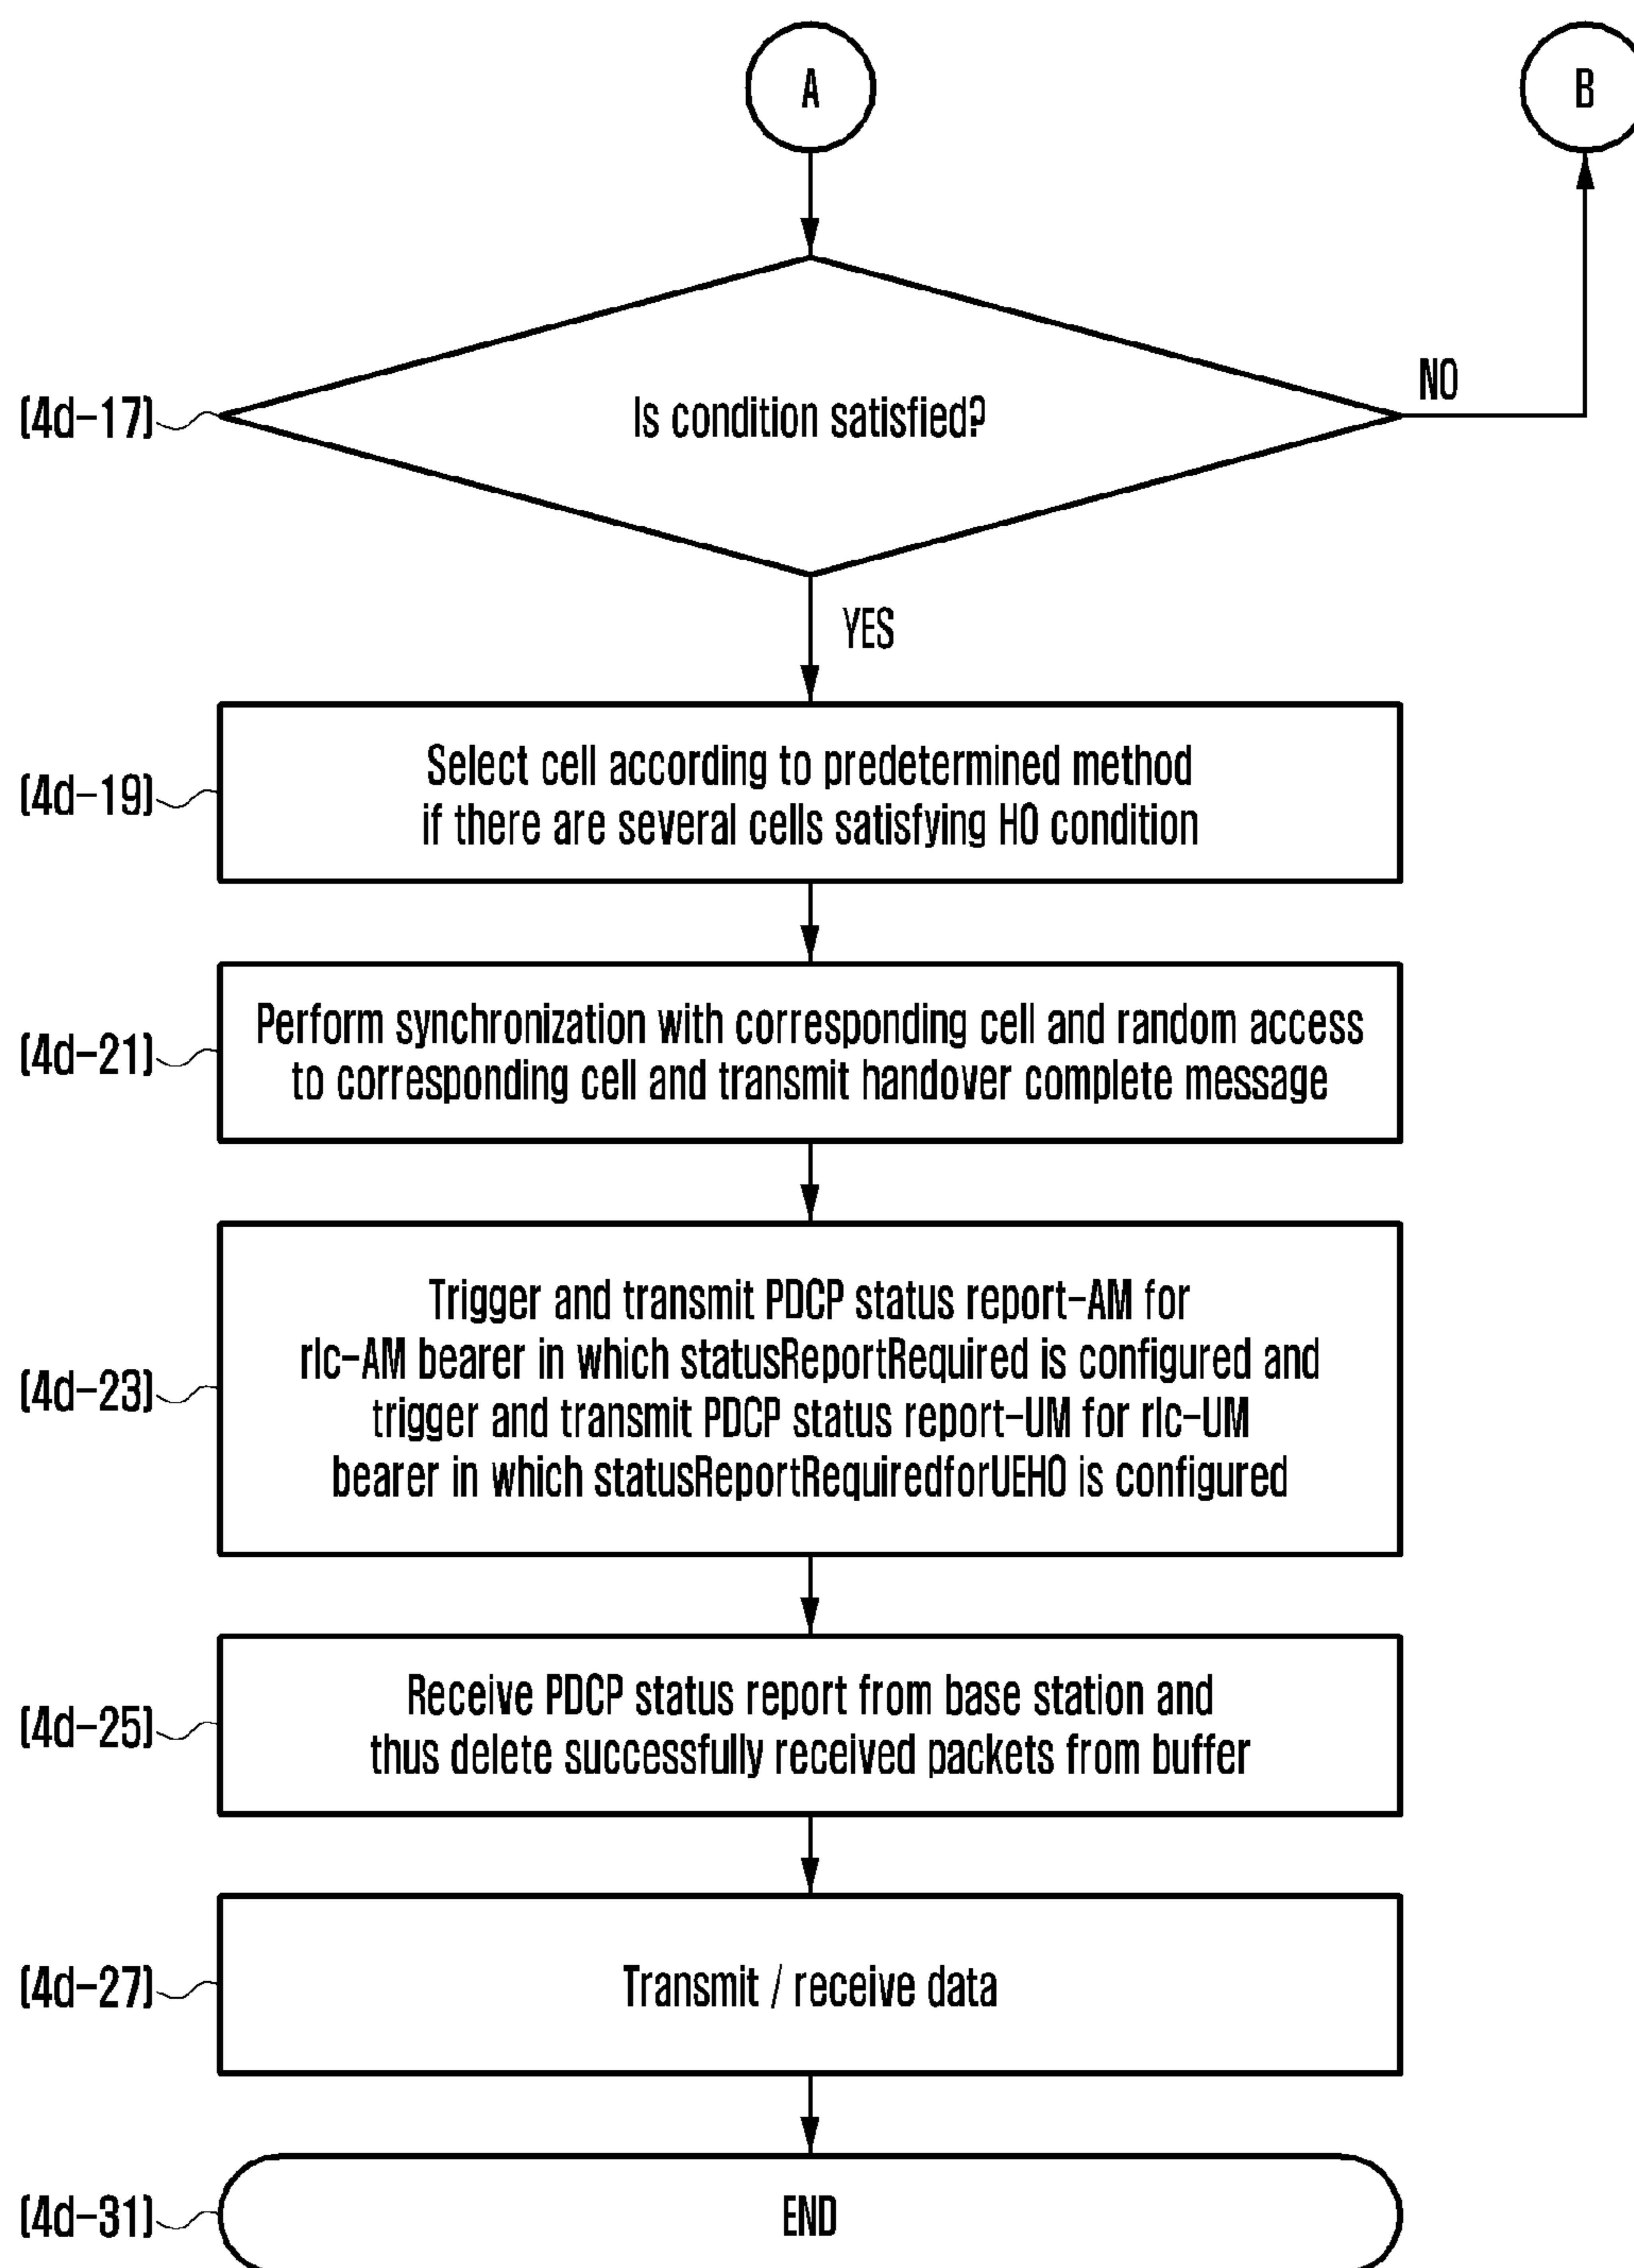 A
B
(4d-17)
Is condition satisfied?
NO
YES
(4d-19)
Select cell according to predetermined method
if there are several cells satisfying HO condition
(4d-21)
Perform synchronization with corresponding cell and random access
to corresponding cell and transmit handover complete message
(4d-23)
Trigger and transmit PDCP status report-AM for
rlc-AM bearer in which statusReportRequired is configured and
trigger and transmit PDCP status report-UM for rlc-UM
bearer in which statusReportRequiredforUEHO is configured
(4d-25)
Receive PDCP status report from base station and
thus delete successfully received packets from buffer
(4d-27)
Transmit / receive data
(4d-31)
END